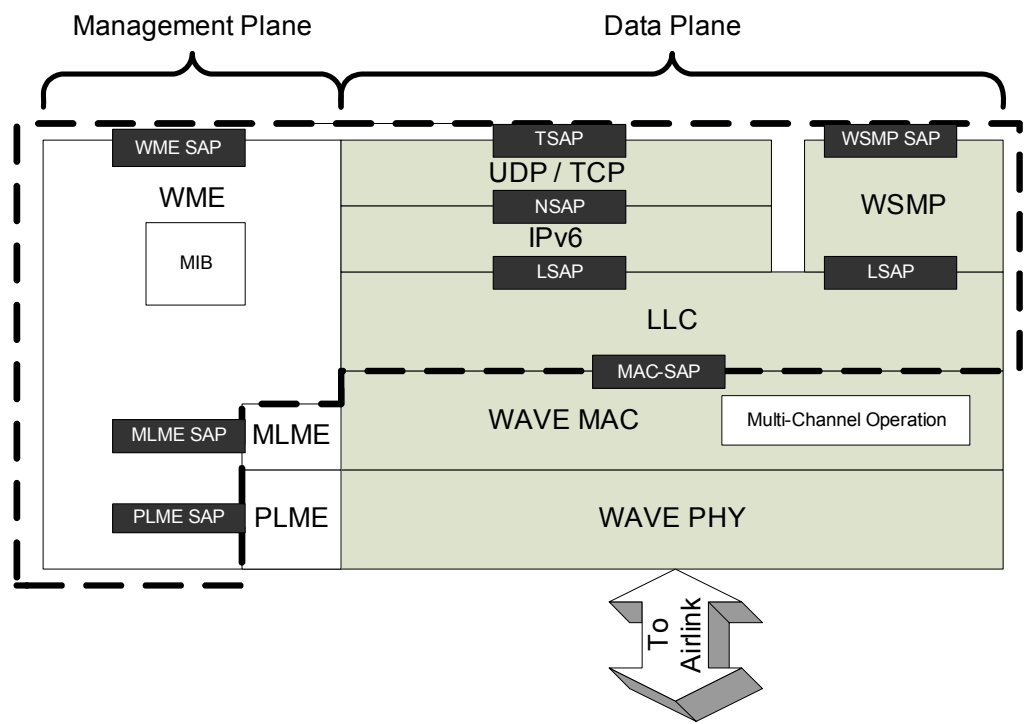 Management Plane
Data Plane
WME SAP
TSAP
WSMP SAP
WME
UDP / TCP
NSAP
WSMP
MIB
IPv6
LSAP
LSAP
LLC
MAC-SAP
MLME SAP
MLME
WAVE MAC
Multi-Channel Operation
PLME SAP
PLME
WAVE PHY
To
Airlink